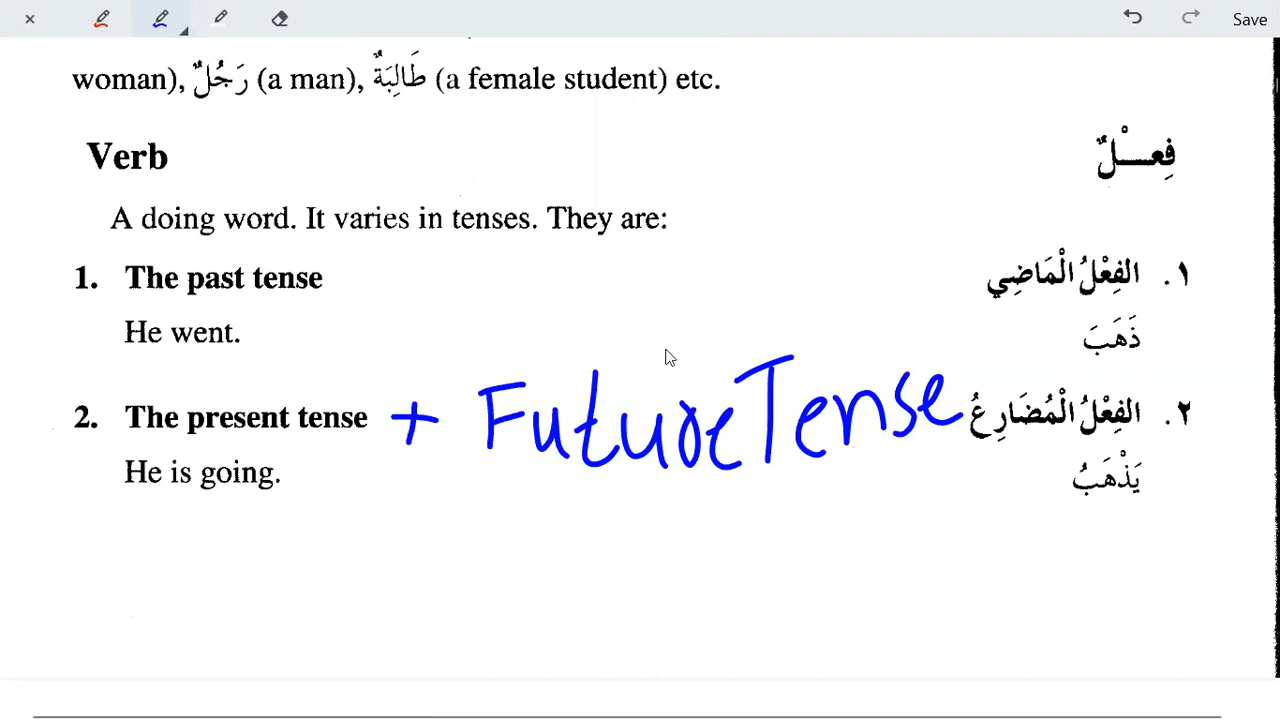 Save
woman), رَجُلٌ (a man), طَالِبَةٌ (a female student) etc.
Verb فِعـــْلٌ
A doing word. It varies in tenses. They are:
1. The past tense الفِعْلُ الْمَاضِي .١
He went. ذَهَبَ
2. The present tense + Future Tense الفِعْلُ الْمُضَارِعُ .٢
He is going. يَذْهَبُ